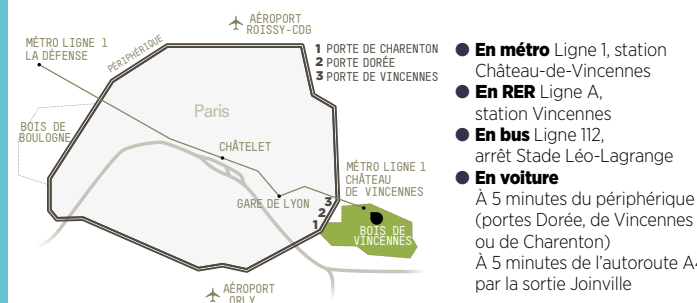 AÉROPORT
ROISSY-CDG
MÉTRO LIGNE 1
LA DÉFENSE
PÉRIPHÉRIQUE
1 PORTE DE CHARENTON
2 PORTE DORÉE
3 PORTE DE VINCENNES
Paris
BOIS DE
BOULOGNE
CHÂTELET
MÉTRO LIGNE 1
CHÂTEAU
DE VINCENNES
GARE DE LYON
3
2
1
BOIS DE
VINCENNES
AÉROPORT
ORLY
● En métro Ligne 1, station
Château-de-Vincennes
● En RER Ligne A,
station Vincennes
● En bus Ligne 112,
arrêt Stade Léo-Lagrange
● En voiture
À 5 minutes du périphérique
(portes Dorée, de Vincennes
ou de Charenton)
À 5 minutes de l'autoroute A4
par la sortie Joinville